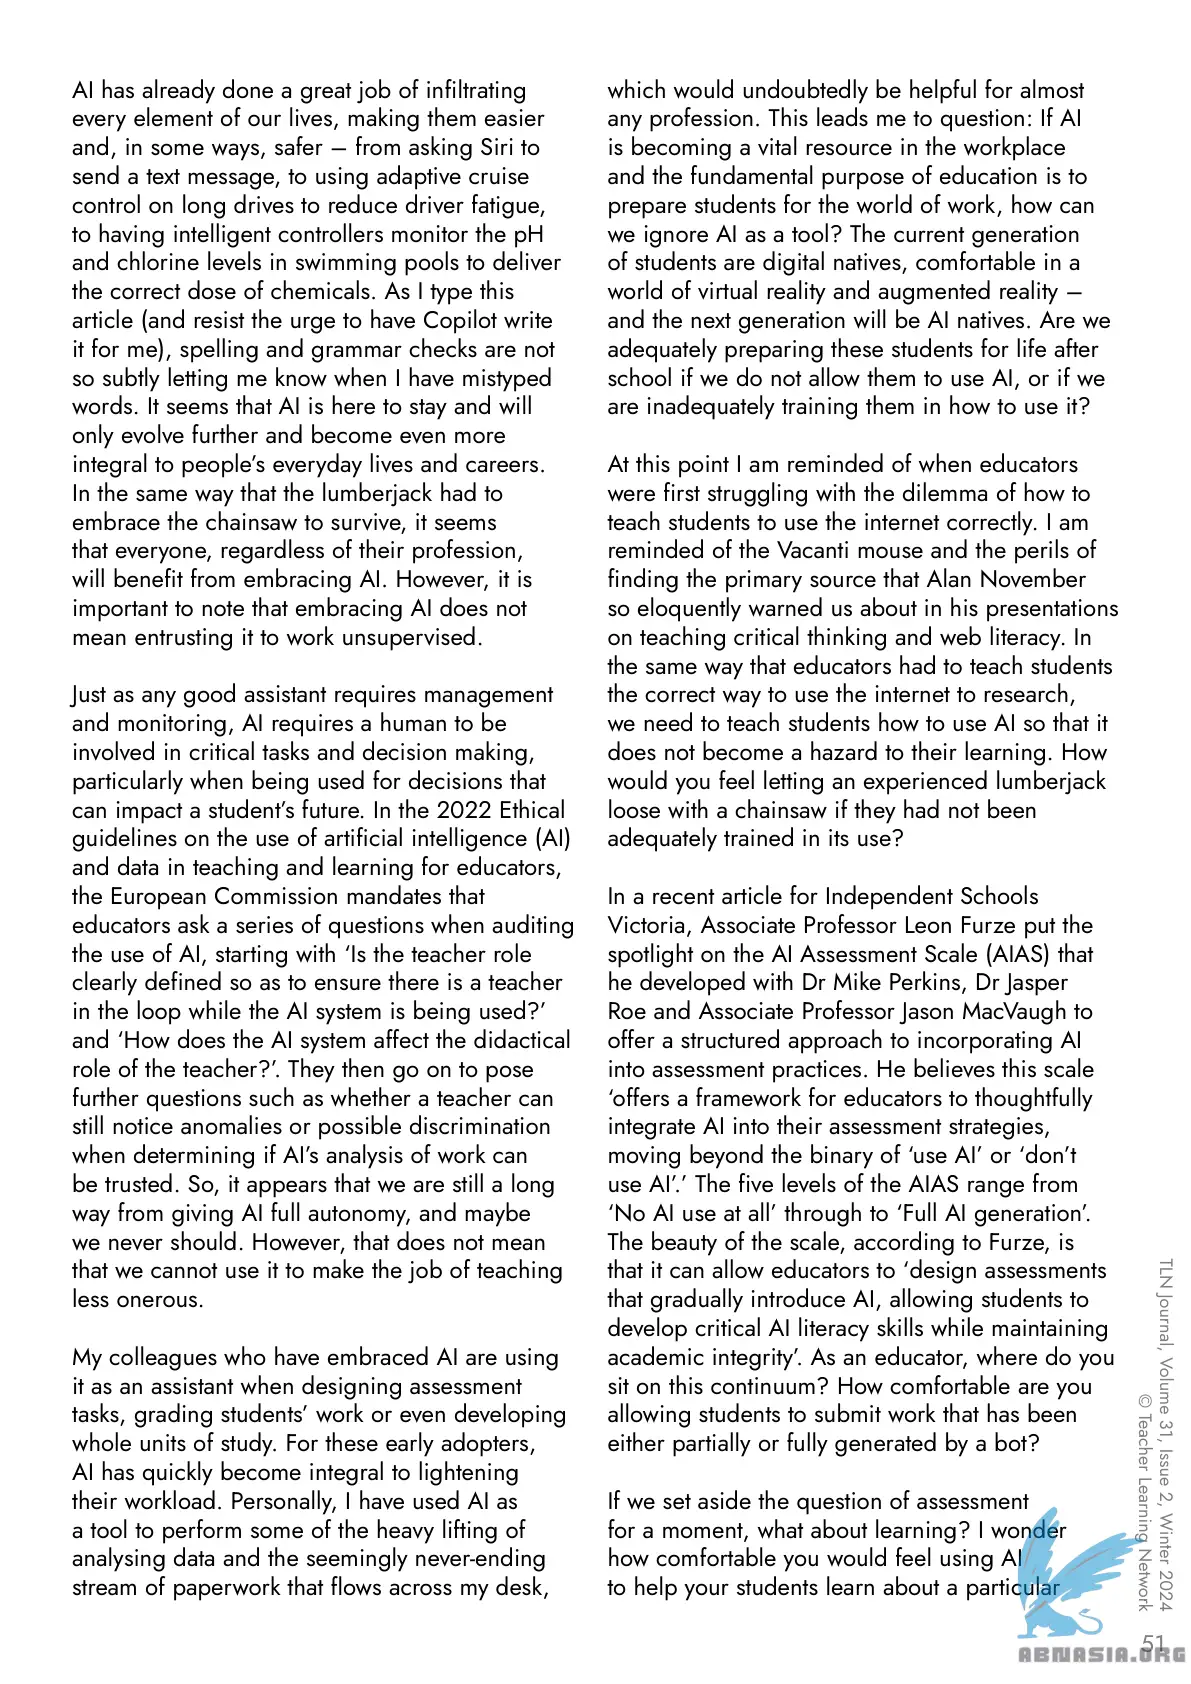 AI has already done a great job of infiltrating
every element of our lives, making them easier
and, in some ways, safer – from asking Siri to
send a text message, to using adaptive cruise
control on long drives to reduce driver fatigue,
to having intelligent controllers monitor the pH
and chlorine levels in swimming pools to deliver
the correct dose of chemicals. As I type this
article (and resist the urge to have Copilot write
it for me), spelling and grammar checks are not
so subtly letting me know when I have mistyped
words. It seems that AI is here to stay and will
only evolve further and become even more
integral to people’s everyday lives and careers.
In the same way that the lumberjack had to
embrace the chainsaw to survive, it seems
that everyone, regardless of their profession,
will benefit from embracing AI. However, it is
important to note that embracing AI does not
mean entrusting it to work unsupervised.
Just as any good assistant requires management
and monitoring, AI requires a human to be
involved in critical tasks and decision making,
particularly when being used for decisions that
can impact a student’s future. In the 2022 Ethical
guidelines on the use of artificial intelligence (AI)
and data in teaching and learning for educators,
the European Commission mandates that
educators ask a series of questions when auditing
the use of AI, starting with ‘Is the teacher role
clearly defined so as to ensure there is a teacher
in the loop while the AI system is being used?’
and ‘How does the AI system affect the didactical
role of the teacher?’. They then go on to pose
further questions such as whether a teacher can
still notice anomalies or possible discrimination
when determining if AI’s analysis of work can
be trusted. So, it appears that we are still a long
way from giving AI full autonomy, and maybe
we never should. However, that does not mean
that we cannot use it to make the job of teaching
less onerous.
My colleagues who have embraced AI are using
it as an assistant when designing assessment
tasks, grading students’ work or even developing
whole units of study. For these early adopters,
AI has quickly become integral to lightening
their workload. Personally, I have used AI as
a tool to perform some of the heavy lifting of
analysing data and the seemingly never-ending
stream of paperwork that flows across my desk,
which would undoubtedly be helpful for almost
any profession. This leads me to question: If AI
is becoming a vital resource in the workplace
and the fundamental purpose of education is to
prepare students for the world of work, how can
we ignore AI as a tool? The current generation
of students are digital natives, comfortable in a
world of virtual reality and augmented reality –
and the next generation will be AI natives. Are we
adequately preparing these students for life after
school if we do not allow them to use AI, or if we
are inadequately training them in how to use it?
At this point I am reminded of when educators
were first struggling with the dilemma of how to
teach students to use the internet correctly. I am
reminded of the Vacanti mouse and the perils of
finding the primary source that Alan November
so eloquently warned us about in his presentations
on teaching critical thinking and web literacy. In
the same way that educators had to teach students
the correct way to use the internet to research,
we need to teach students how to use AI so that it
does not become a hazard to their learning. How
would you feel letting an experienced lumberjack
loose with a chainsaw if they had not been
adequately trained in its use?
In a recent article for Independent Schools
Victoria, Associate Professor Leon Furze put the
spotlight on the AI Assessment Scale (AIAS) that
he developed with Dr Mike Perkins, Dr Jasper
Roe and Associate Professor Jason MacVaugh to
offer a structured approach to incorporating AI
into assessment practices. He believes this scale
‘offers a framework for educators to thoughtfully
integrate AI into their assessment strategies,
moving beyond the binary of ‘use AI’ or ‘don’t
use AI’.’ The five levels of the AIAS range from
‘No AI use at all’ through to ‘Full AI generation’.
The beauty of the scale, according to Furze, is
that it can allow educators to ‘design assessments
that gradually introduce AI, allowing students to
develop critical AI literacy skills while maintaining
academic integrity’. As an educator, where do you
sit on this continuum? How comfortable are you
allowing students to submit work that has been
either partially or fully generated by a bot?
If we set aside the question of assessment
for a moment, what about learning? I wonder
how comfortable you would feel using AI
to help your students learn about a particular
TLN Journal, Volume 31, Issue 2, Winter 2024
© Teacher Learning Network
51
ABNASIA.ORG